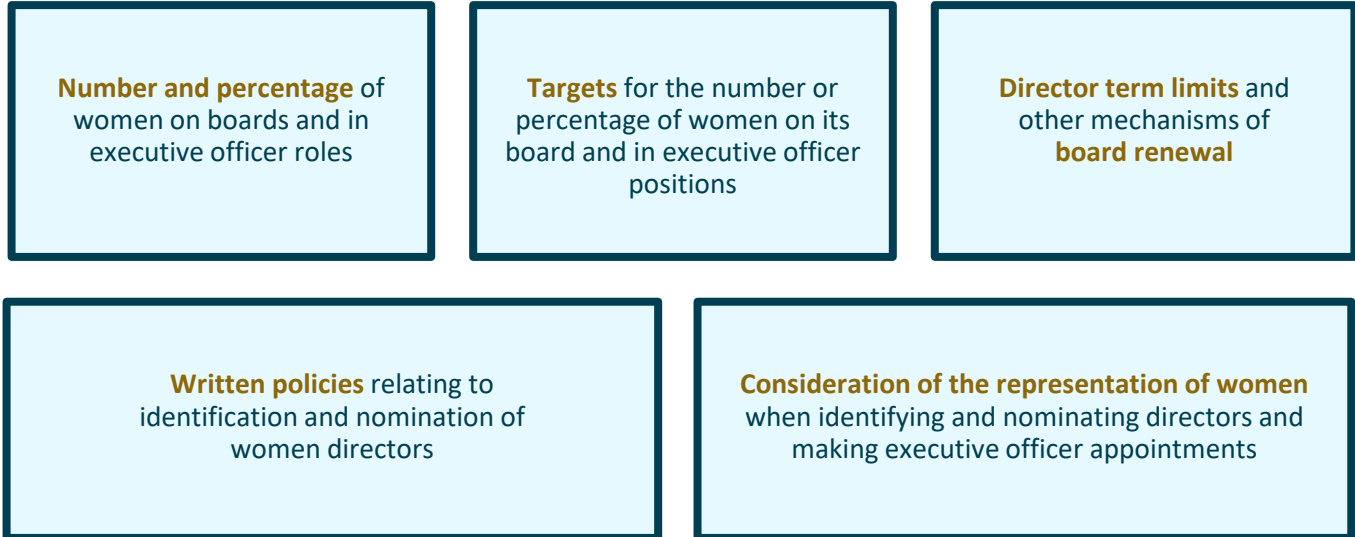 Number and percentage of
women on boards and in
executive officer roles
Targets for the number or
percentage of women on its
board and in executive officer
positions
Director term limits and
other mechanisms of
board renewal
Written policies relating to
identification and nomination of
women directors
Consideration of the representation of women
when identifying and nominating directors and
making executive officer appointments